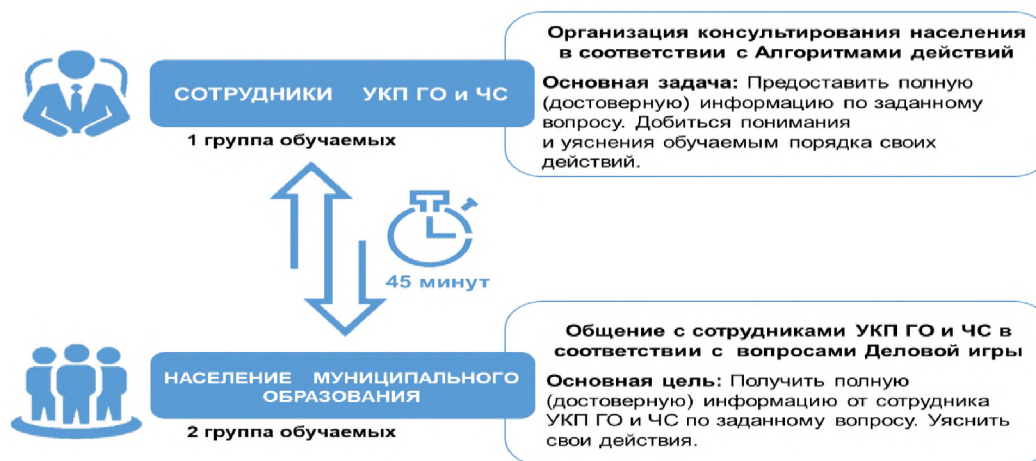 Организация консультирования населения
в соответствии с Алгоритмами действий
Основная задача: Предоставить полную
(достоверную) информацию по заданному
вопросу. Добиться понимания
и уяснения обучаемым порядка своих
действий.
СОТРУДНИКИ УКП ГО и ЧС
1 группа обучаемых
45 минут
Общение с сотрудниками УКП ГО и ЧС в
соответствии с вопросами Деловой игры
Основная цель: Получить полную
(достоверную) информацию от сотрудника
УКП ГО и ЧС по заданному вопросу. Уяснить
свои действия.
НАСЕЛЕНИЕ МУНИЦИПАЛЬНОГО
ОБРАЗОВАНИЯ
2 группа обучаемых